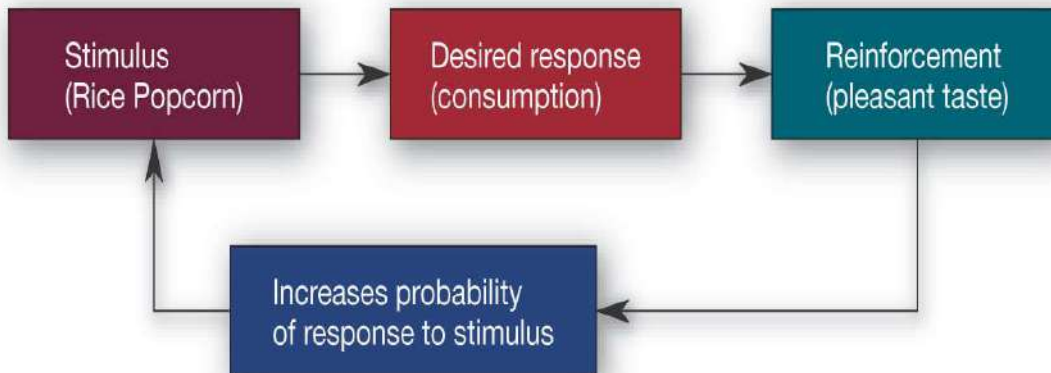 Stimulus
(Rice Popcorn)
Desired response
(consumption)
Reinforcement
(pleasant taste)
Increases probability
of response to stimulus